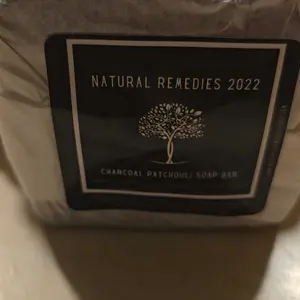 NATURAL REMEDIES 2022
CHARCOAL PATCHOULI SOAP BAR